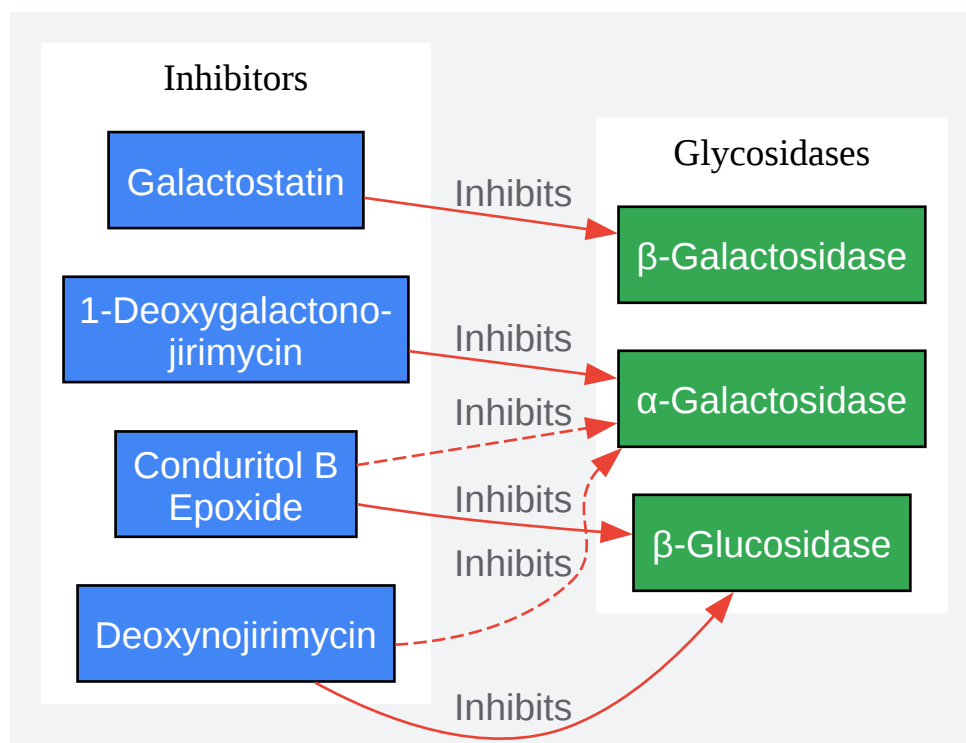 Inhibitors
Galactostatin
1-Deoxygalactono-
jirimycin
Conduritol B
Epoxide
Deoxynojirimycin
Inhibits
Inhibits
Inhibits
Inhibits
Inhibits
Inhibits
Glycosidases
β-Galactosidase
α-Galactosidase
β-Glucosidase